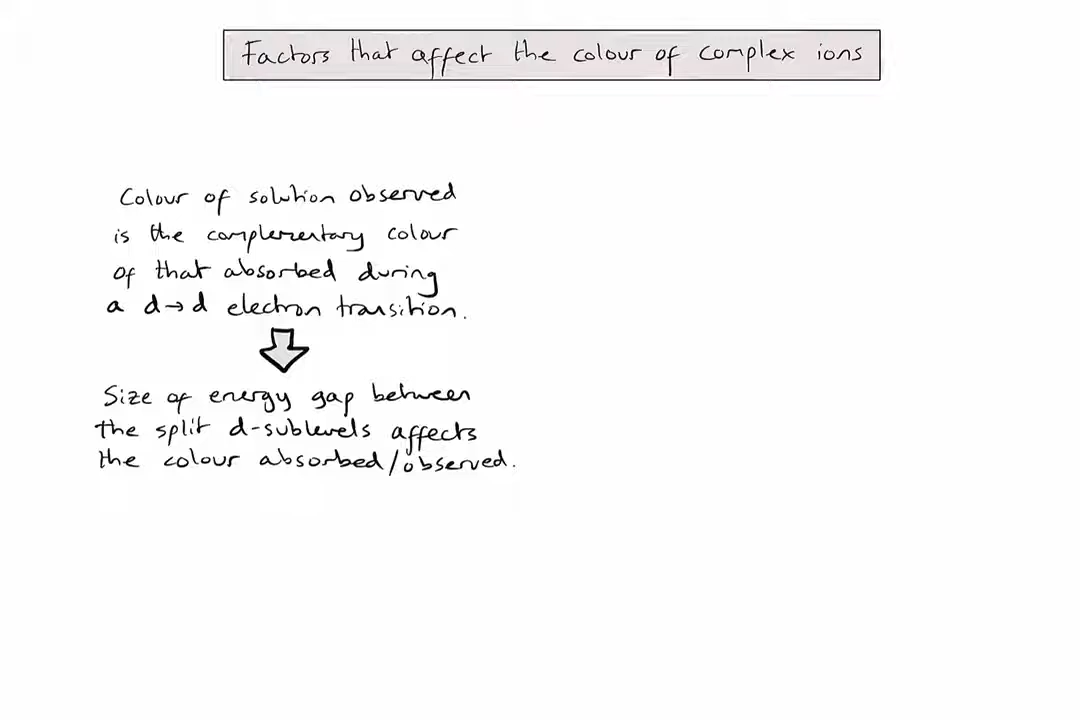 Factors that affect the colour of complex ions
Colour of solution observed
is the complementary colour
of that absorbed during
a d→d electron transition.
Size of energy gap between
the split d-sublevels affects
the colour absorbed/observed.